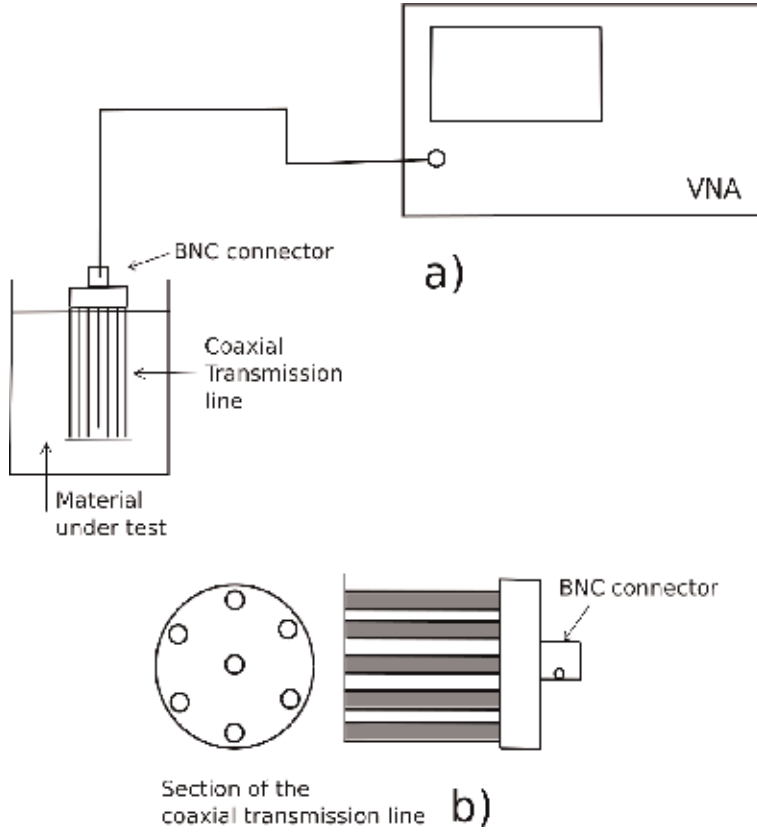 VNA
BNC connector
a)
Coaxial
Transmission
line
Material
under test
BNC connector
Section of the
coaxial transmission line
b)